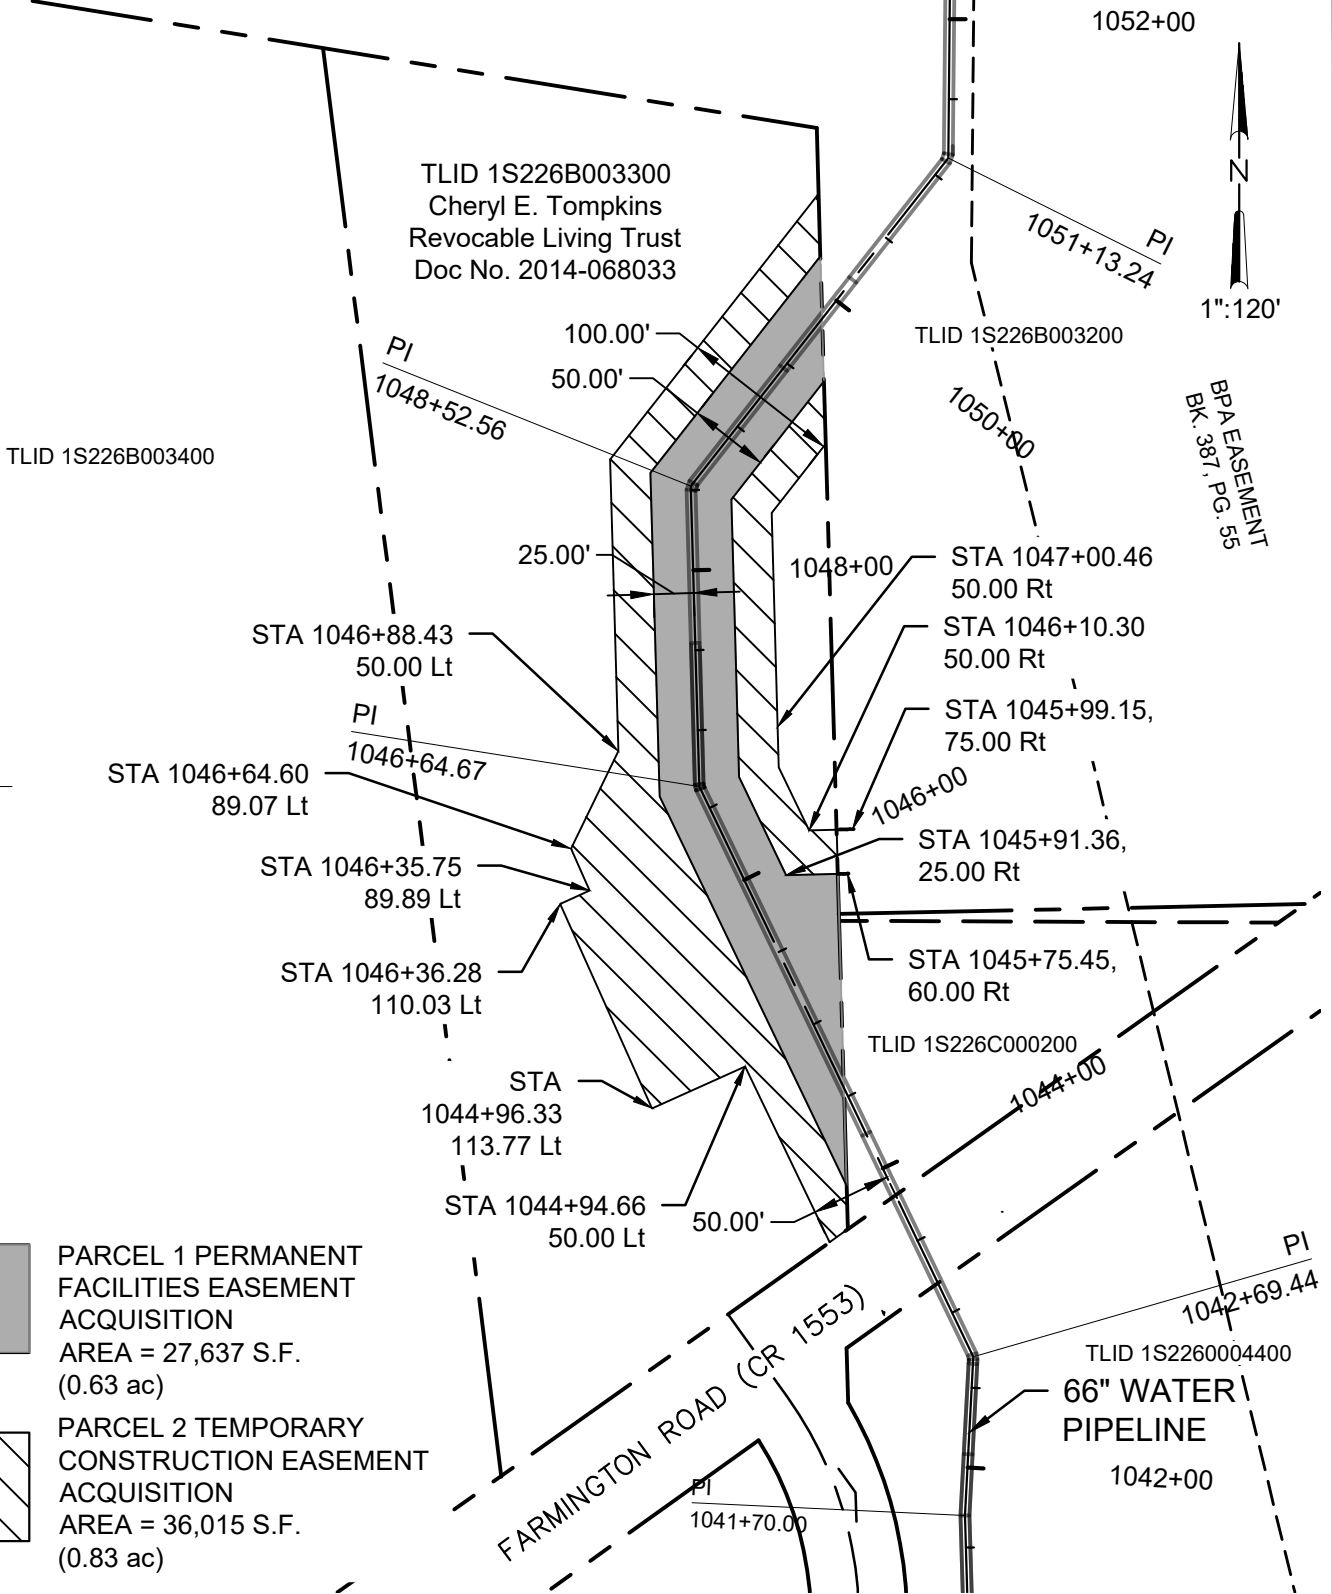 1052+00
N
1":120'
TLID 1S226B003300
Cheryl E. Tompkins
Revocable Living Trust
Doc No. 2014-068033
PI
1051+13.24
100.00'
50.00'
TLID 1S226B003200
PI
1048+52.56
1050+00
BPA EASEMENT
BK. 387, PG. 55
TLID 1S226B003400
25.00'
1048+00
STA 1047+00.46
50.00 Rt
STA 1046+10.30
50.00 Rt
STA 1046+88.43
50.00 Lt
STA 1045+99.15,
75.00 Rt
PI
1046+64.67
STA 1046+64.60
89.07 Lt
1046+00
STA 1045+91.36,
25.00 Rt
STA 1046+35.75
89.89 Lt
STA 1046+36.28
110.03 Lt
STA 1045+75.45,
60.00 Rt
TLID 1S226C000200
1044+00
STA
1044+96.33
113.77 Lt
STA 1044+94.66
50.00 Lt
50.00'
PI
1042+69.44
TLID 1S2260004400
66" WATER
PIPELINE
1042+00
FARMINGTON ROAD (CR 1553)
PI
1041+70.00
PARCEL 1 PERMANENT
FACILITIES EASEMENT
ACQUISITION
AREA = 27,637 S.F.
(0.63 ac)
PARCEL 2 TEMPORARY
CONSTRUCTION EASEMENT
ACQUISITION
AREA = 36,015 S.F.
(0.83 ac)